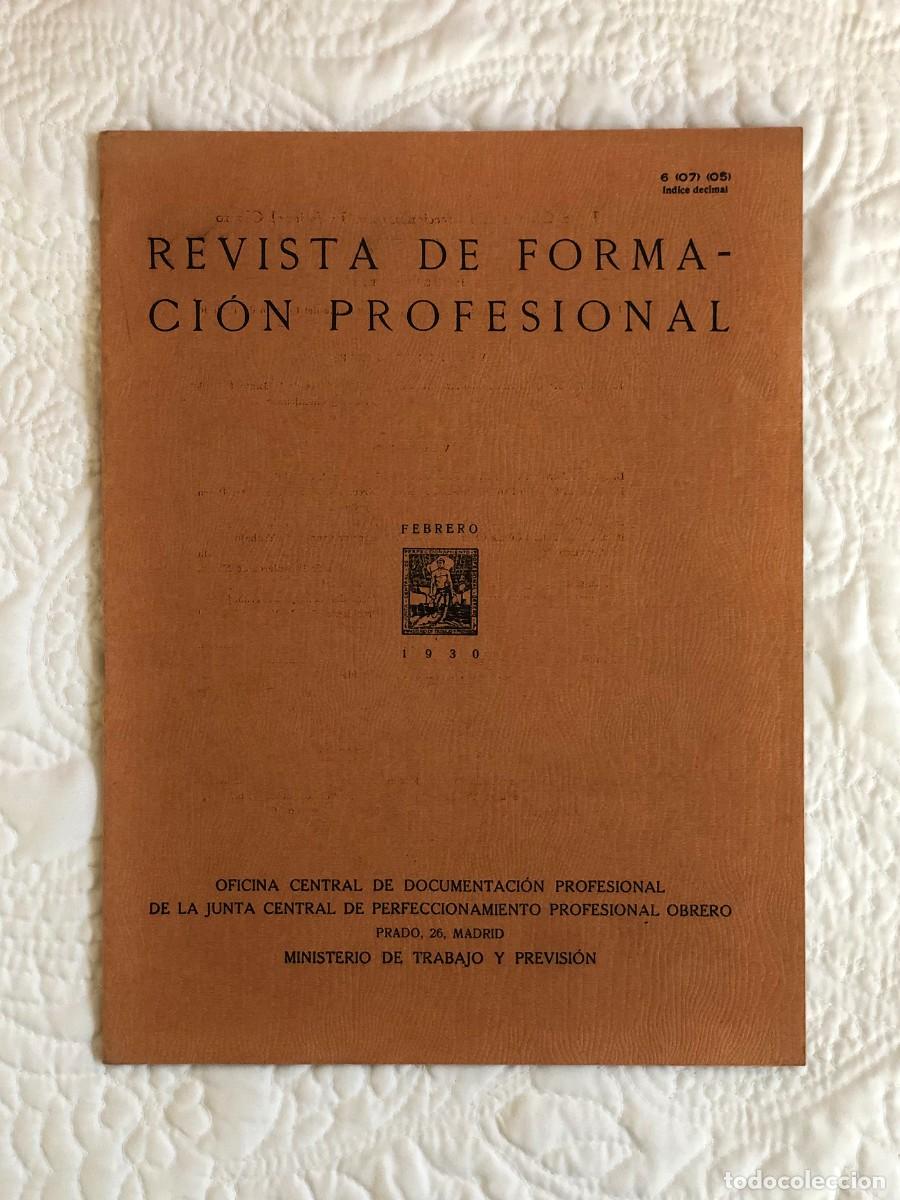 6 (07) (05)
Indice decimal
REVISTA DE FORMA-
CIÓN PROFESIONAL
FEBRERO
1930
OFICINA CENTRAL DE DOCUMENTACIÓN PROFESIONAL
DE LA JUNTA CENTRAL DE PERFECCIONAMIENTO PROFESIONAL OBRERO
PRADO, 26, MADRID
MINISTERIO DE TRABAJO Y PREVISIÓN
todocoleccion